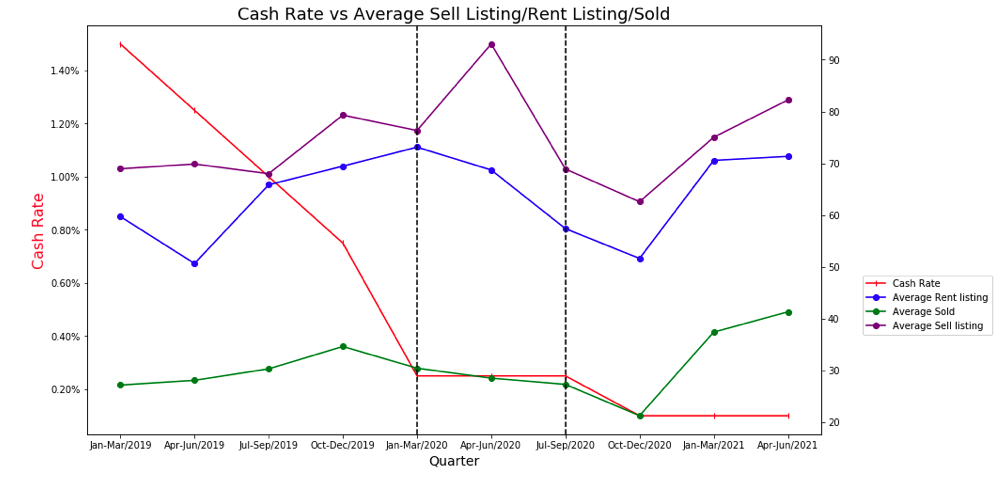 Cash Rate vs Average Sell Listing/Rent Listing/Sold
1.40%
1.20%
1.00%
0.80%
0.60%
0.40%
0.20%
Cash Rate
90
80
70
60
50
40
30
20
Cash Rate
Average Rent listing
Average Sold
Average Sell listing
Jan-Mar/2019 Apr-Jun/2019 Jul-Sep/2019 Oct-Dec/2019 Jan-Mar/2020 Apr-Jun/2020 Jul-Sep/2020 Oct-Dec/2020 Jan-Mar/2021 Apr-Jun/2021
Quarter